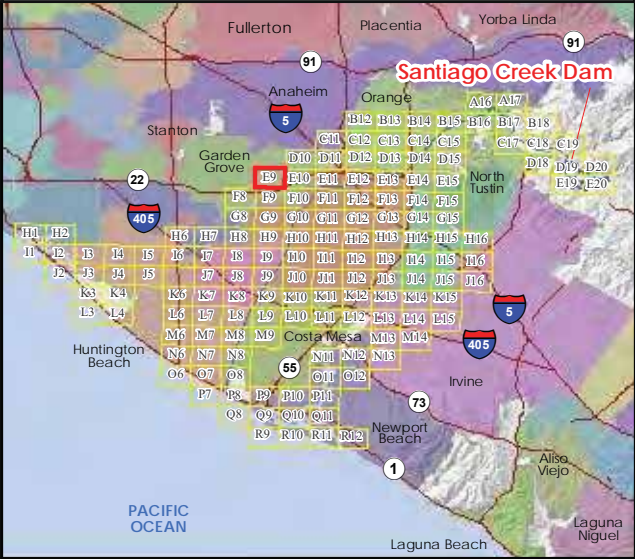 Fullerton
Placentia
Yorba Linda
91
91
Santiago Creek Dam
Anaheim
Orange
5
A16 A17
B12 B13 B14 B15 B16 B17 B18
Stanton
C11 C12 C13 C14 C15 C17 C18 C19
Garden
Grove
D10 D11 D12 D13 D14 D15 D18 D19 D20
22
E9 E10 E11 E12 E13 E14 E15 E19 E20
North
Tustin
F8 F9 F10 F11 F12 F13 F14 F15
405
G8 G9 G10 G11 G12 G13 G14 G15
H1 H2 H6 H7 H8 H9 H10 H11 H12 H13 H14 H15 H16
I1 I2 I3 I4 I5 I6 I7 I8 I9 I10 I11 I12 I13 I14 I15 I16
J2 J3 J4 J5 J7 J8 J9 J10 J11 J12 J13 J14 J15 J16
K3 K4 K6 K7 K8 K9 K10 K11 K12 K13 K14 K15
5
L3 L4 L6 L7 L8 L9 L10 L11 L12 L13 L14 L15
M6 M7 M8 M9 Costa Mesa M13 M14
405
Huntington
Beach
N6 N7 N8 N11 N12 N13
55
O6 O7 O8 O11 O12
Irvine
P7 P8 P9 P10 P11
73
Q8 Q9 Q10 Q11
Newport
Beach
R9 R10 R11 R12
1
Aliso
Viejo
PACIFIC
OCEAN
Laguna
Niguel
Laguna Beach